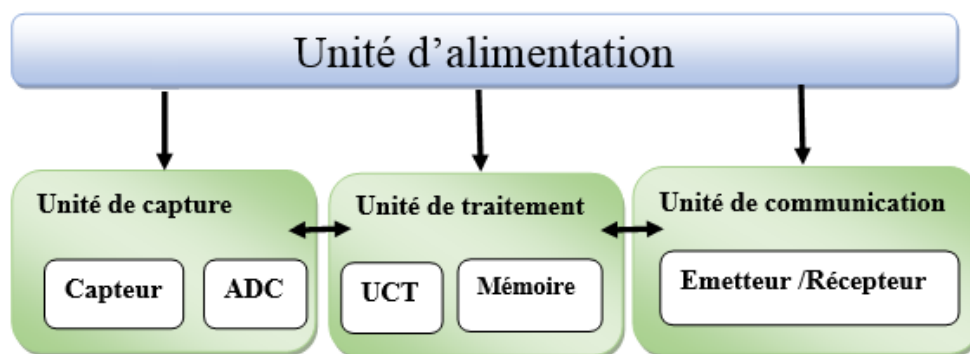 Unité d’alimentation
Unité de capture
Unité de traitement
Unité de communication
Capteur
ADC
UCT
Mémoire
Emetteur /Récepteur